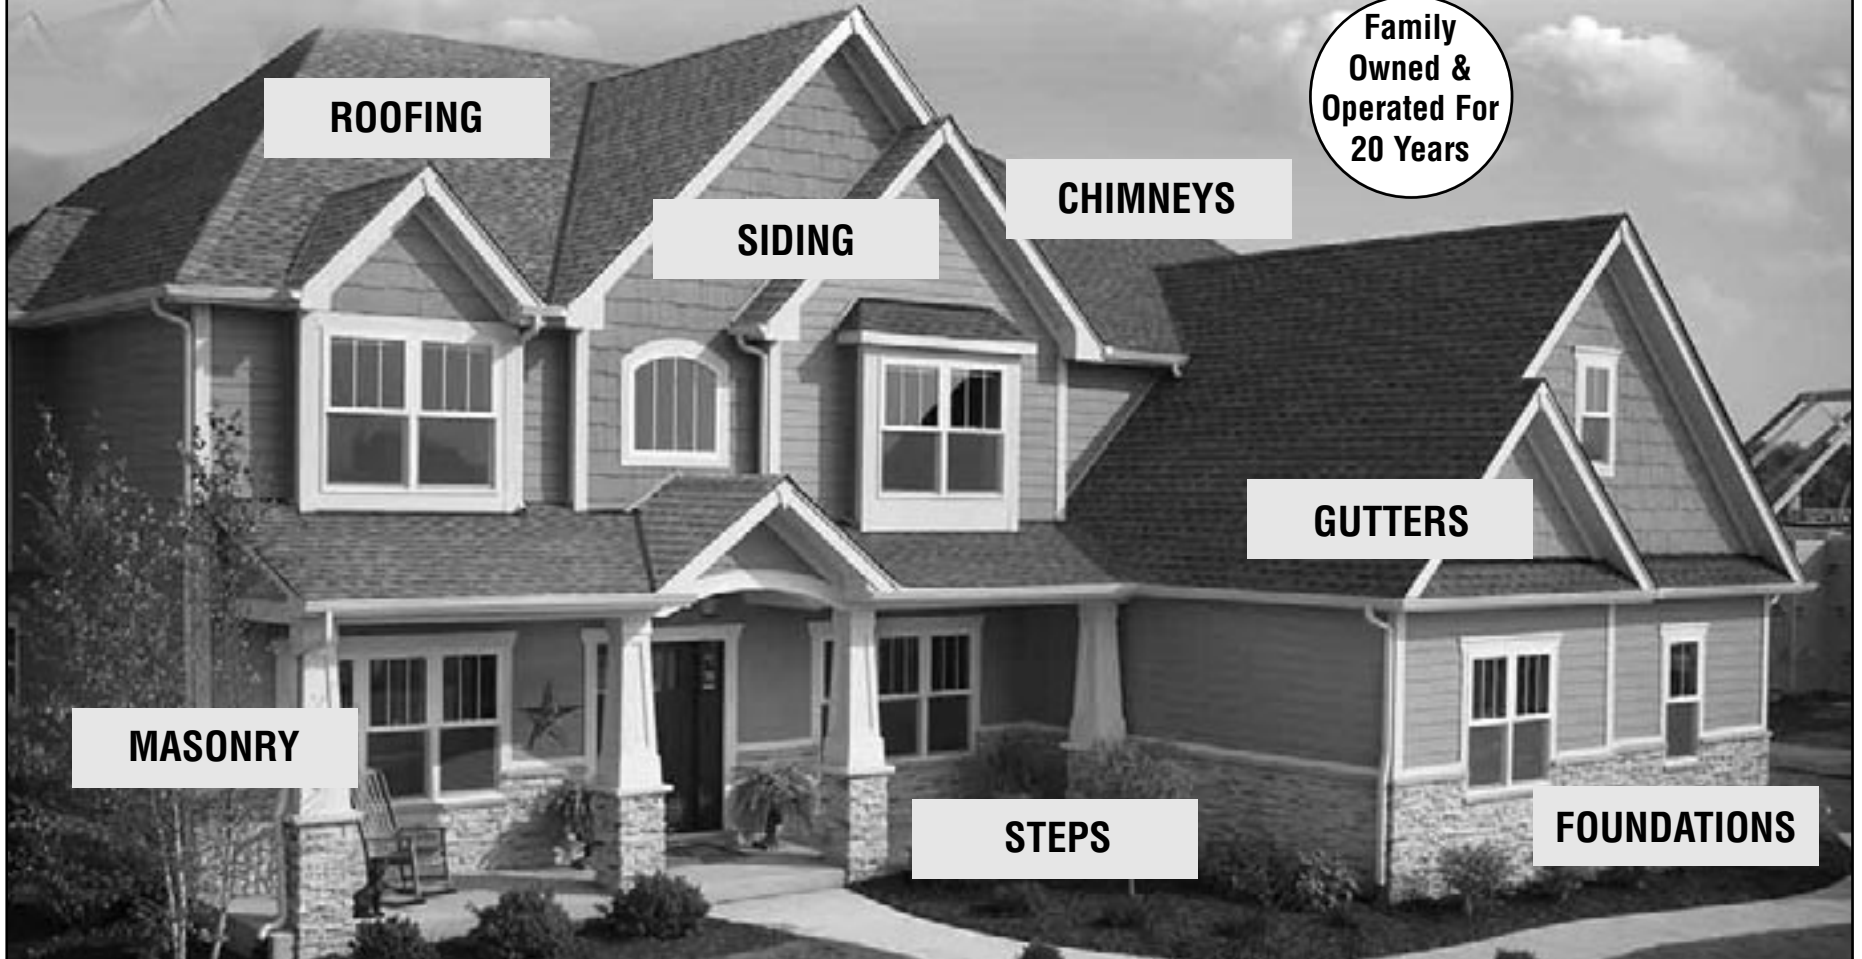 Family
Owned &
Operated For
20 Years
ROOFING
CHIMNEYS
SIDING
GUTTERS
MASONRY
STEPS
FOUNDATIONS